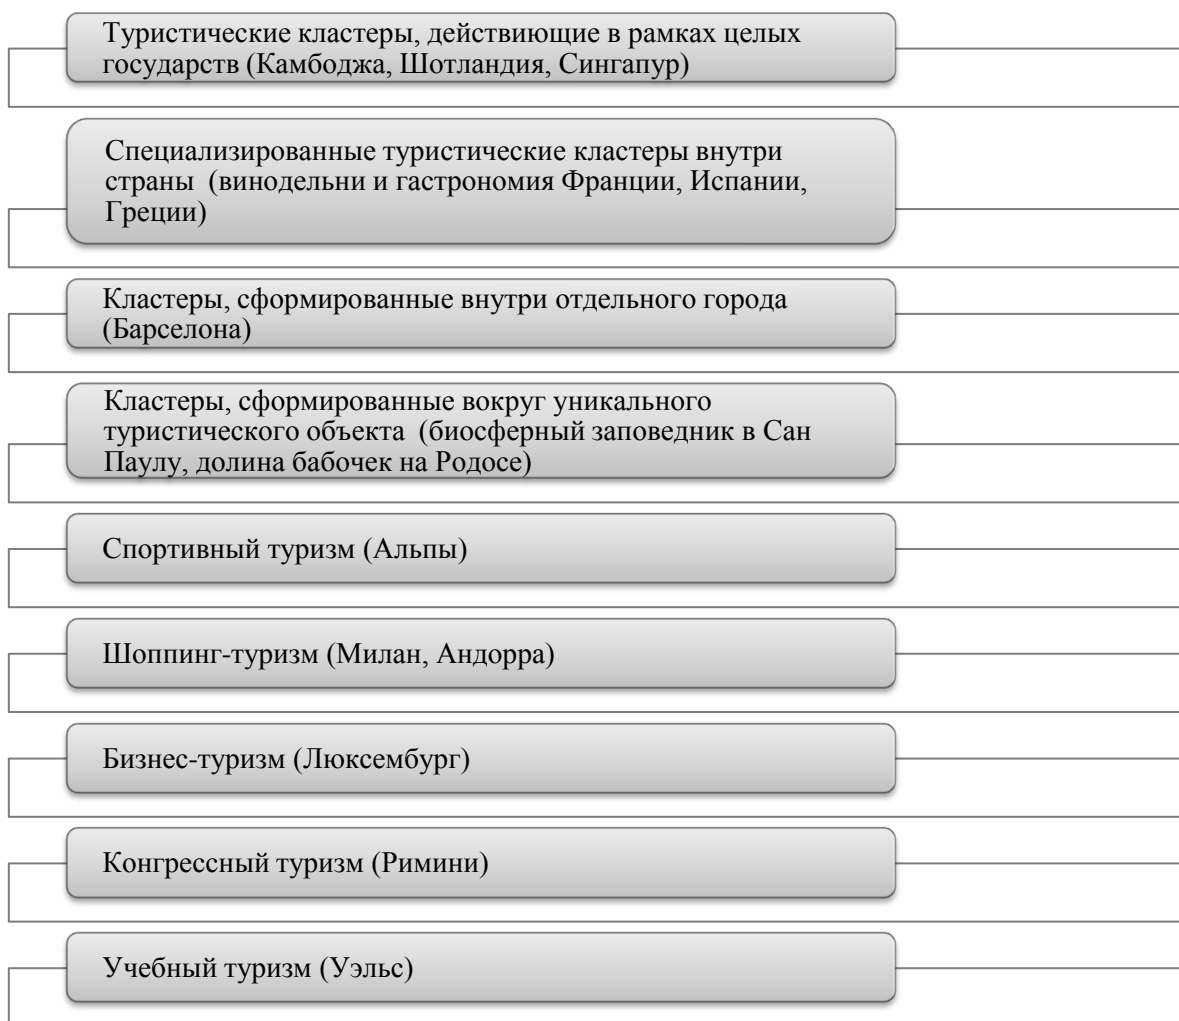 Туристические кластеры, действиющие в рамках целых
государств (Камбоджа, Шотландия, Сингапур)
Специализированные туристические кластеры внутри
страны (винодельни и гастрономия Франции, Испании,
Греции)
Кластеры, сформированные внутри отдельного города
(Барселона)
Кластеры, сформированные вокруг уникального
туристического объекта (биосферный заповедник в Сан
Паулу, долина бабочек на Родосе)
Спортивный туризм (Альпы)
Шоппинг-туризм (Милан, Андорра)
Бизнес-туризм (Люксембург)
Конгрессный туризм (Римини)
Учебный туризм (Уэльс)